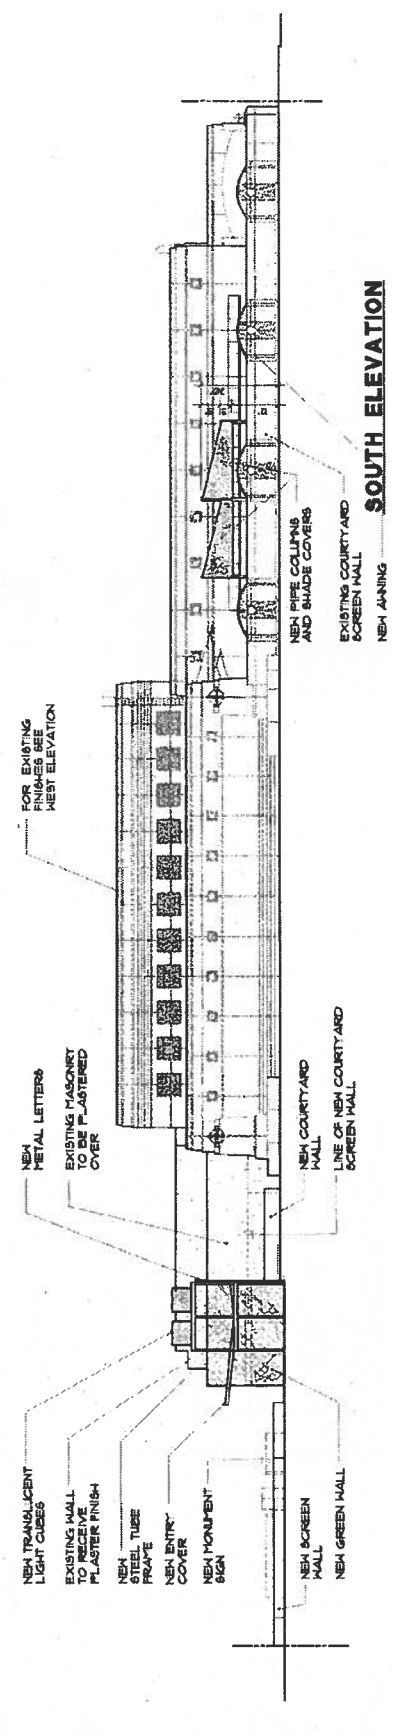 NEW TRANSLUCENT
LIGHT CUBES
EXISTING WALL
TO RECEIVE
PLASTER FINISH
NEW
STEEL TUBE
FRAME
NEW ENTRY
COVER
NEW MONUMENT
SIGN
NEW SCREEN
WALL
NEW GREEN WALL
NEW
METAL LETTERS
EXISTING MASONRY
TO BE PLASTERED
OVER
NEW COURTYARD
WALL
LINE OF NEW COURTYARD
SCREEN WALL
FOR EXISTING
FINISHES SEE
WEST ELEVATION
NEW PIPE COLUMNS
AND SHADE COVERS
EXISTING COURTYARD
SCREEN WALL
NEW AWNING
SOUTH ELEVATION